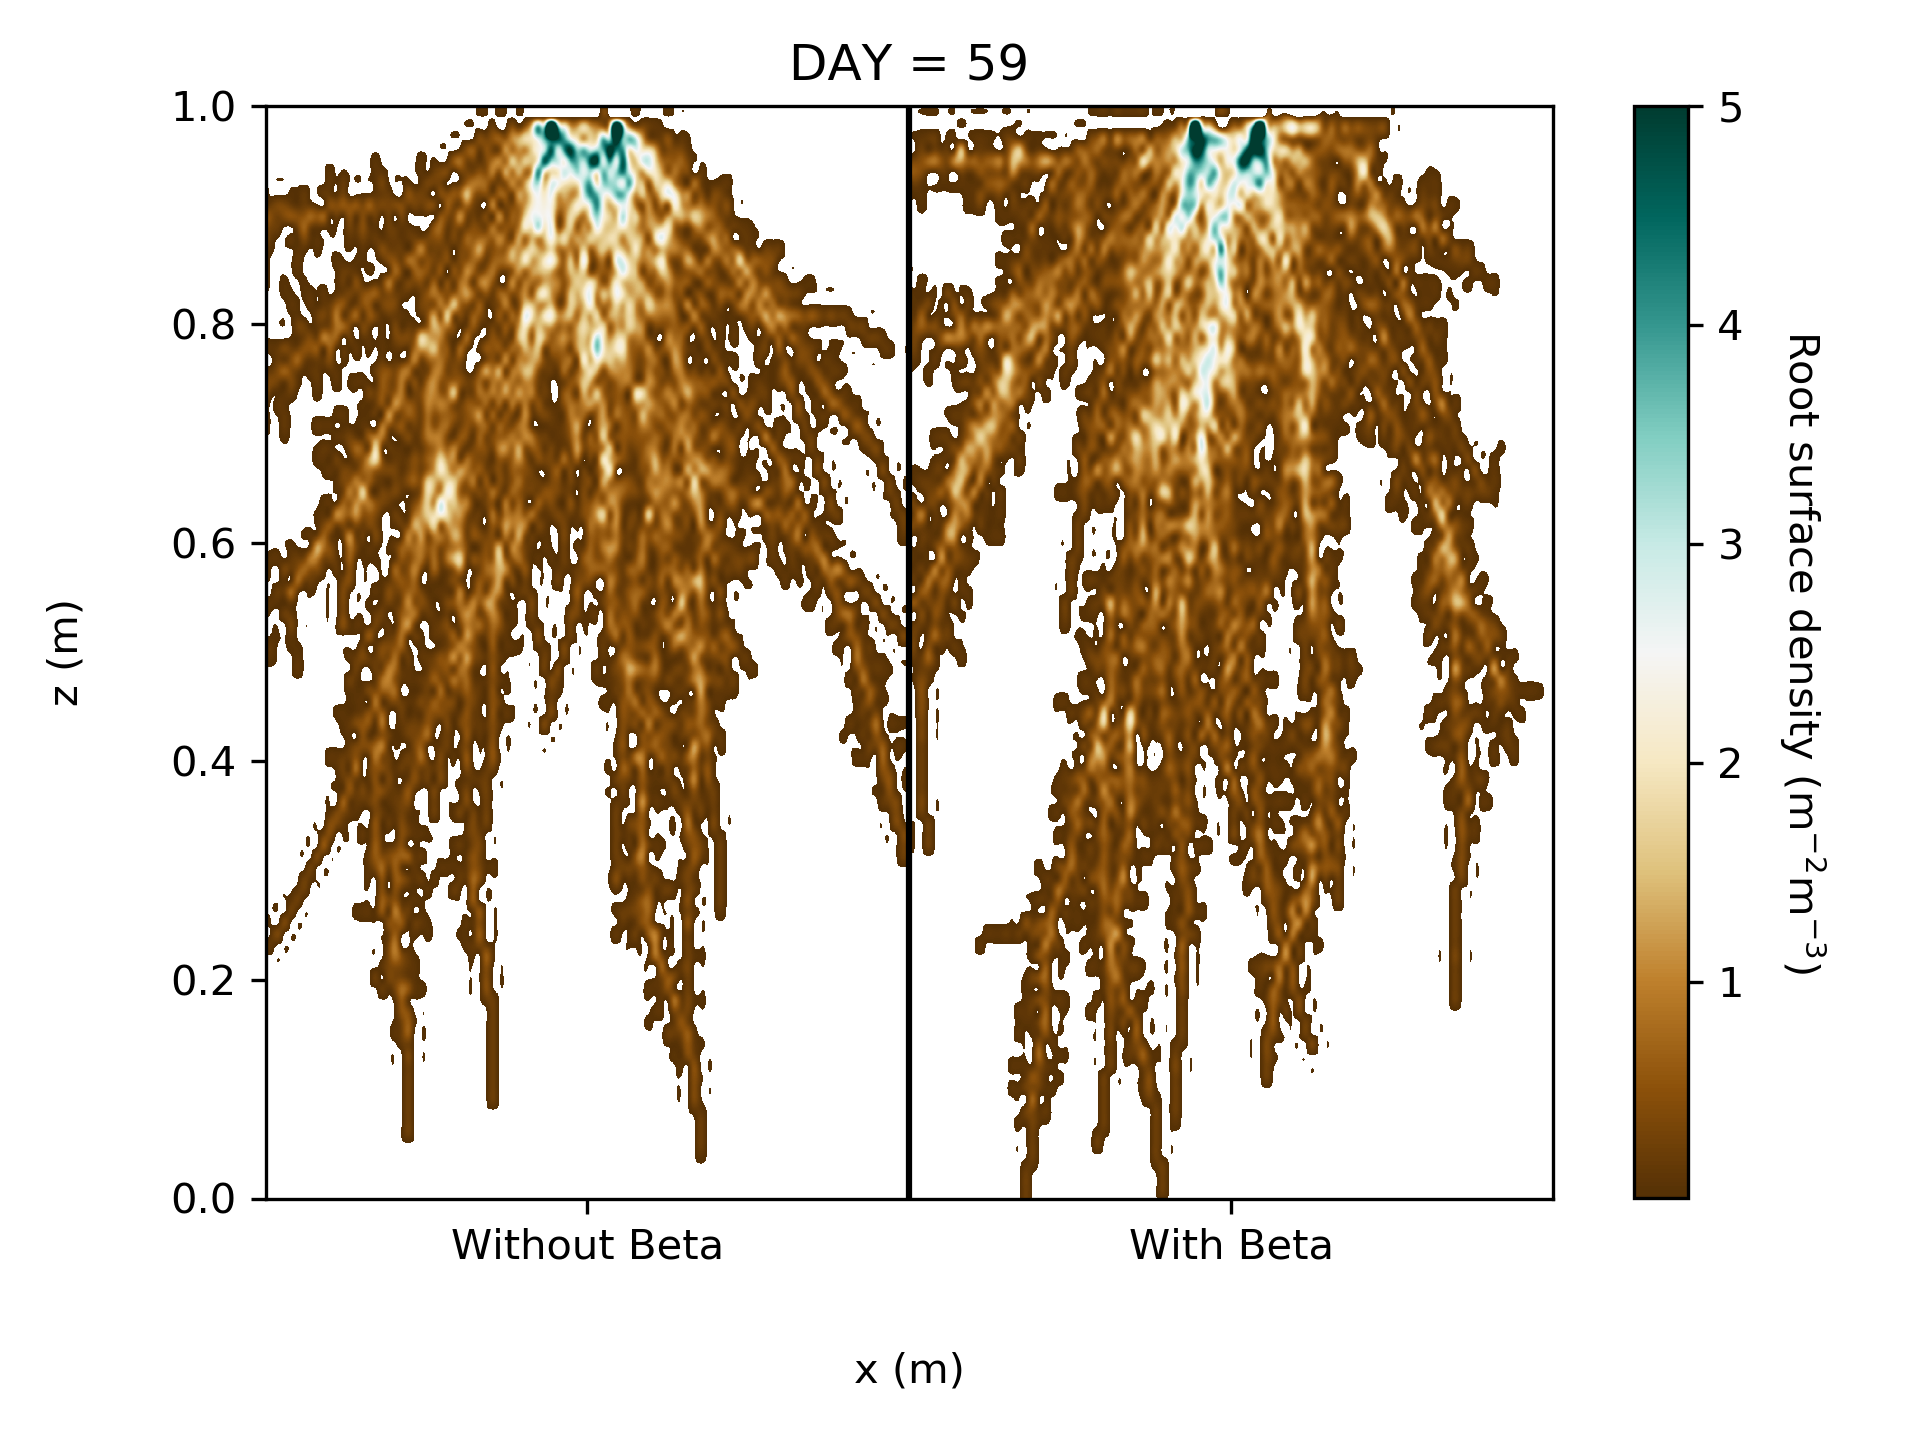 DAY = 59
1.0
0.8
0.6
0.4
0.2
0.0
z (m)
Without Beta
With Beta
x (m)
5
4
3
2
1
Root surface density (m⁻²m⁻³)